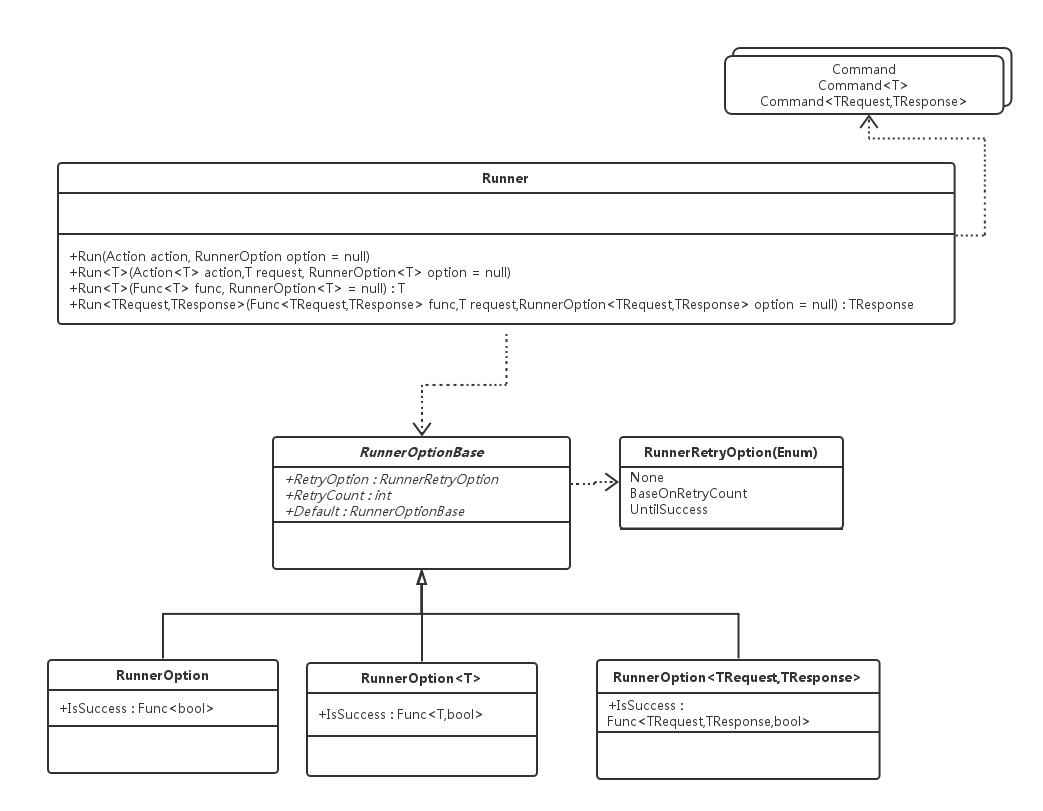 Command
Command<T>
Command<TRequest,TResponse>
Runner
+Run(Action action, RunnerOption option = null)
+Run<T>(Action<T> action,T request, RunnerOption<T> option = null)
+Run<T>(Func<T> func, RunnerOption<T> = null) : T
+Run<TRequest,TResponse>(Func<TRequest,TResponse> func,T request,RunnerOption<TRequest,TResponse> option = null) : TResponse
RunnerOptionBase
+RetryOption : RunnerRetryOption
+RetryCount : int
+Default : RunnerOptionBase
RunnerRetryOption(Enum)
None
BaseOnRetryCount
UntilSuccess
RunnerOption
+IsSuccess : Func<bool>
RunnerOption<T>
+IsSuccess : Func<T,bool>
RunnerOption<TRequest,TResponse>
+IsSuccess :
Func<TRequest,TResponse,bool>